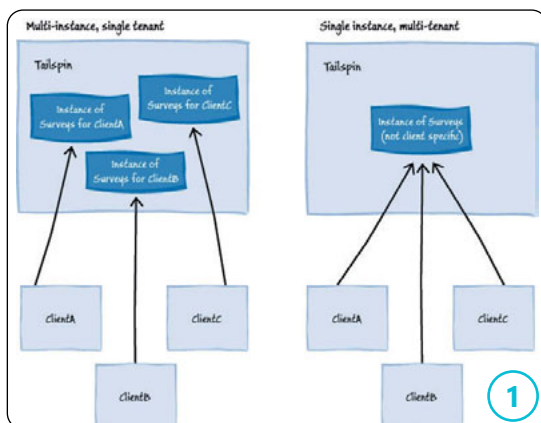 Multi-instance, single tenant
Tailspin
Instance of
Surveys for ClientA
Instance of
Surveys for ClientC
Instance of
Surveys for ClientB
ClientA
ClientC
ClientB
Single instance, multi-tenant
Tailspin
Instance of Surveys
(not client specific)
ClientA
ClientC
ClientB
1